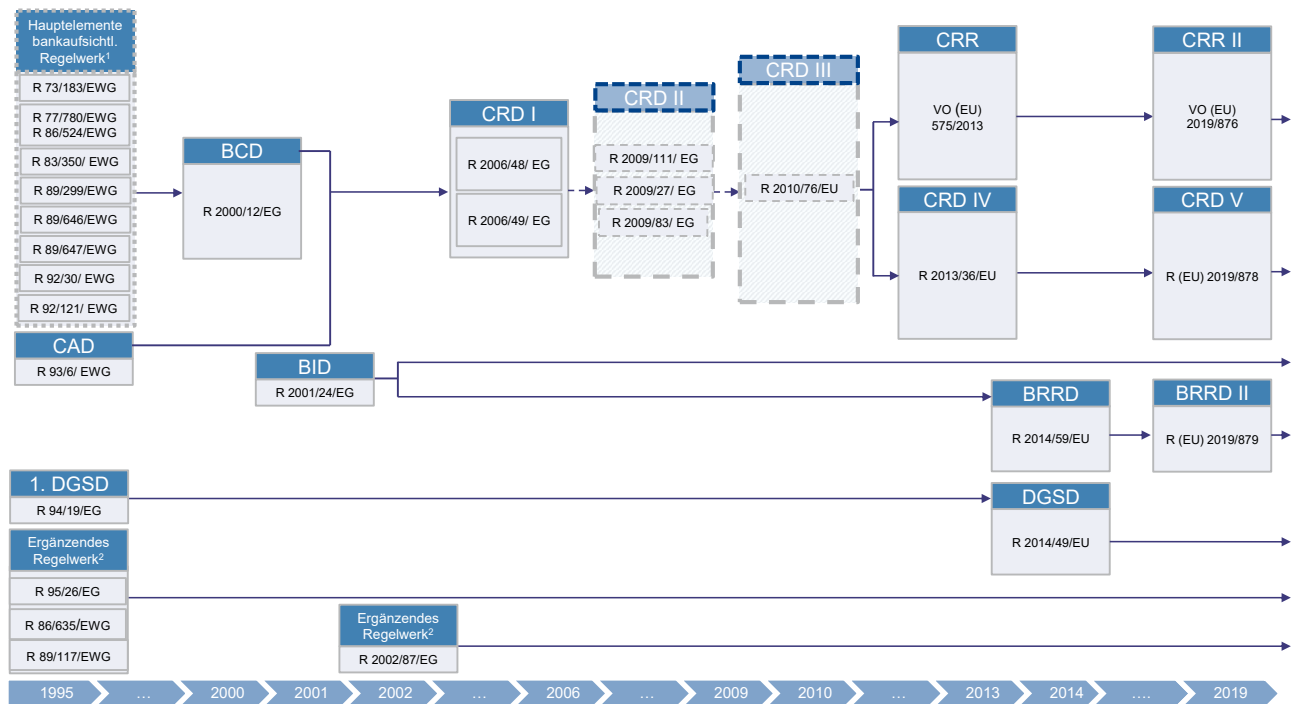 Hauptelemente
bankaufsichtl.
Regelwerk¹
R 73/183/EWG
R 77/780/EWG
R 86/524/EWG
R 83/350/ EWG
R 89/299/EWG
R 89/646/EWG
R 89/647/EWG
R 92/30/ EWG
R 92/121/ EWG
CAD
R 93/6/ EWG
BCD
R 2000/12/EG
CRD I
R 2006/48/ EG
R 2006/49/ EG
CRD II
R 2009/111/ EG
R 2009/27/ EG
R 2009/83/ EG
CRD III
R 2010/76/EU
CRR
VO (EU)
575/2013
CRD IV
R 2013/36/EU
CRR II
VO (EU)
2019/876
CRD V
R (EU) 2019/878
BID
R 2001/24/EG
BRRD
R 2014/59/EU
BRRD II
R (EU) 2019/879
1. DGSD
R 94/19/EG
DGSD
R 2014/49/EU
Ergänzendes
Regelwerk²
R 95/26/EG
R 86/635/EWG
R 89/117/EWG
Ergänzendes
Regelwerk²
R 2002/87/EG
1995 … 2000 2001 2002 … 2006 … 2009 2010 … 2013 2014 …. 2019